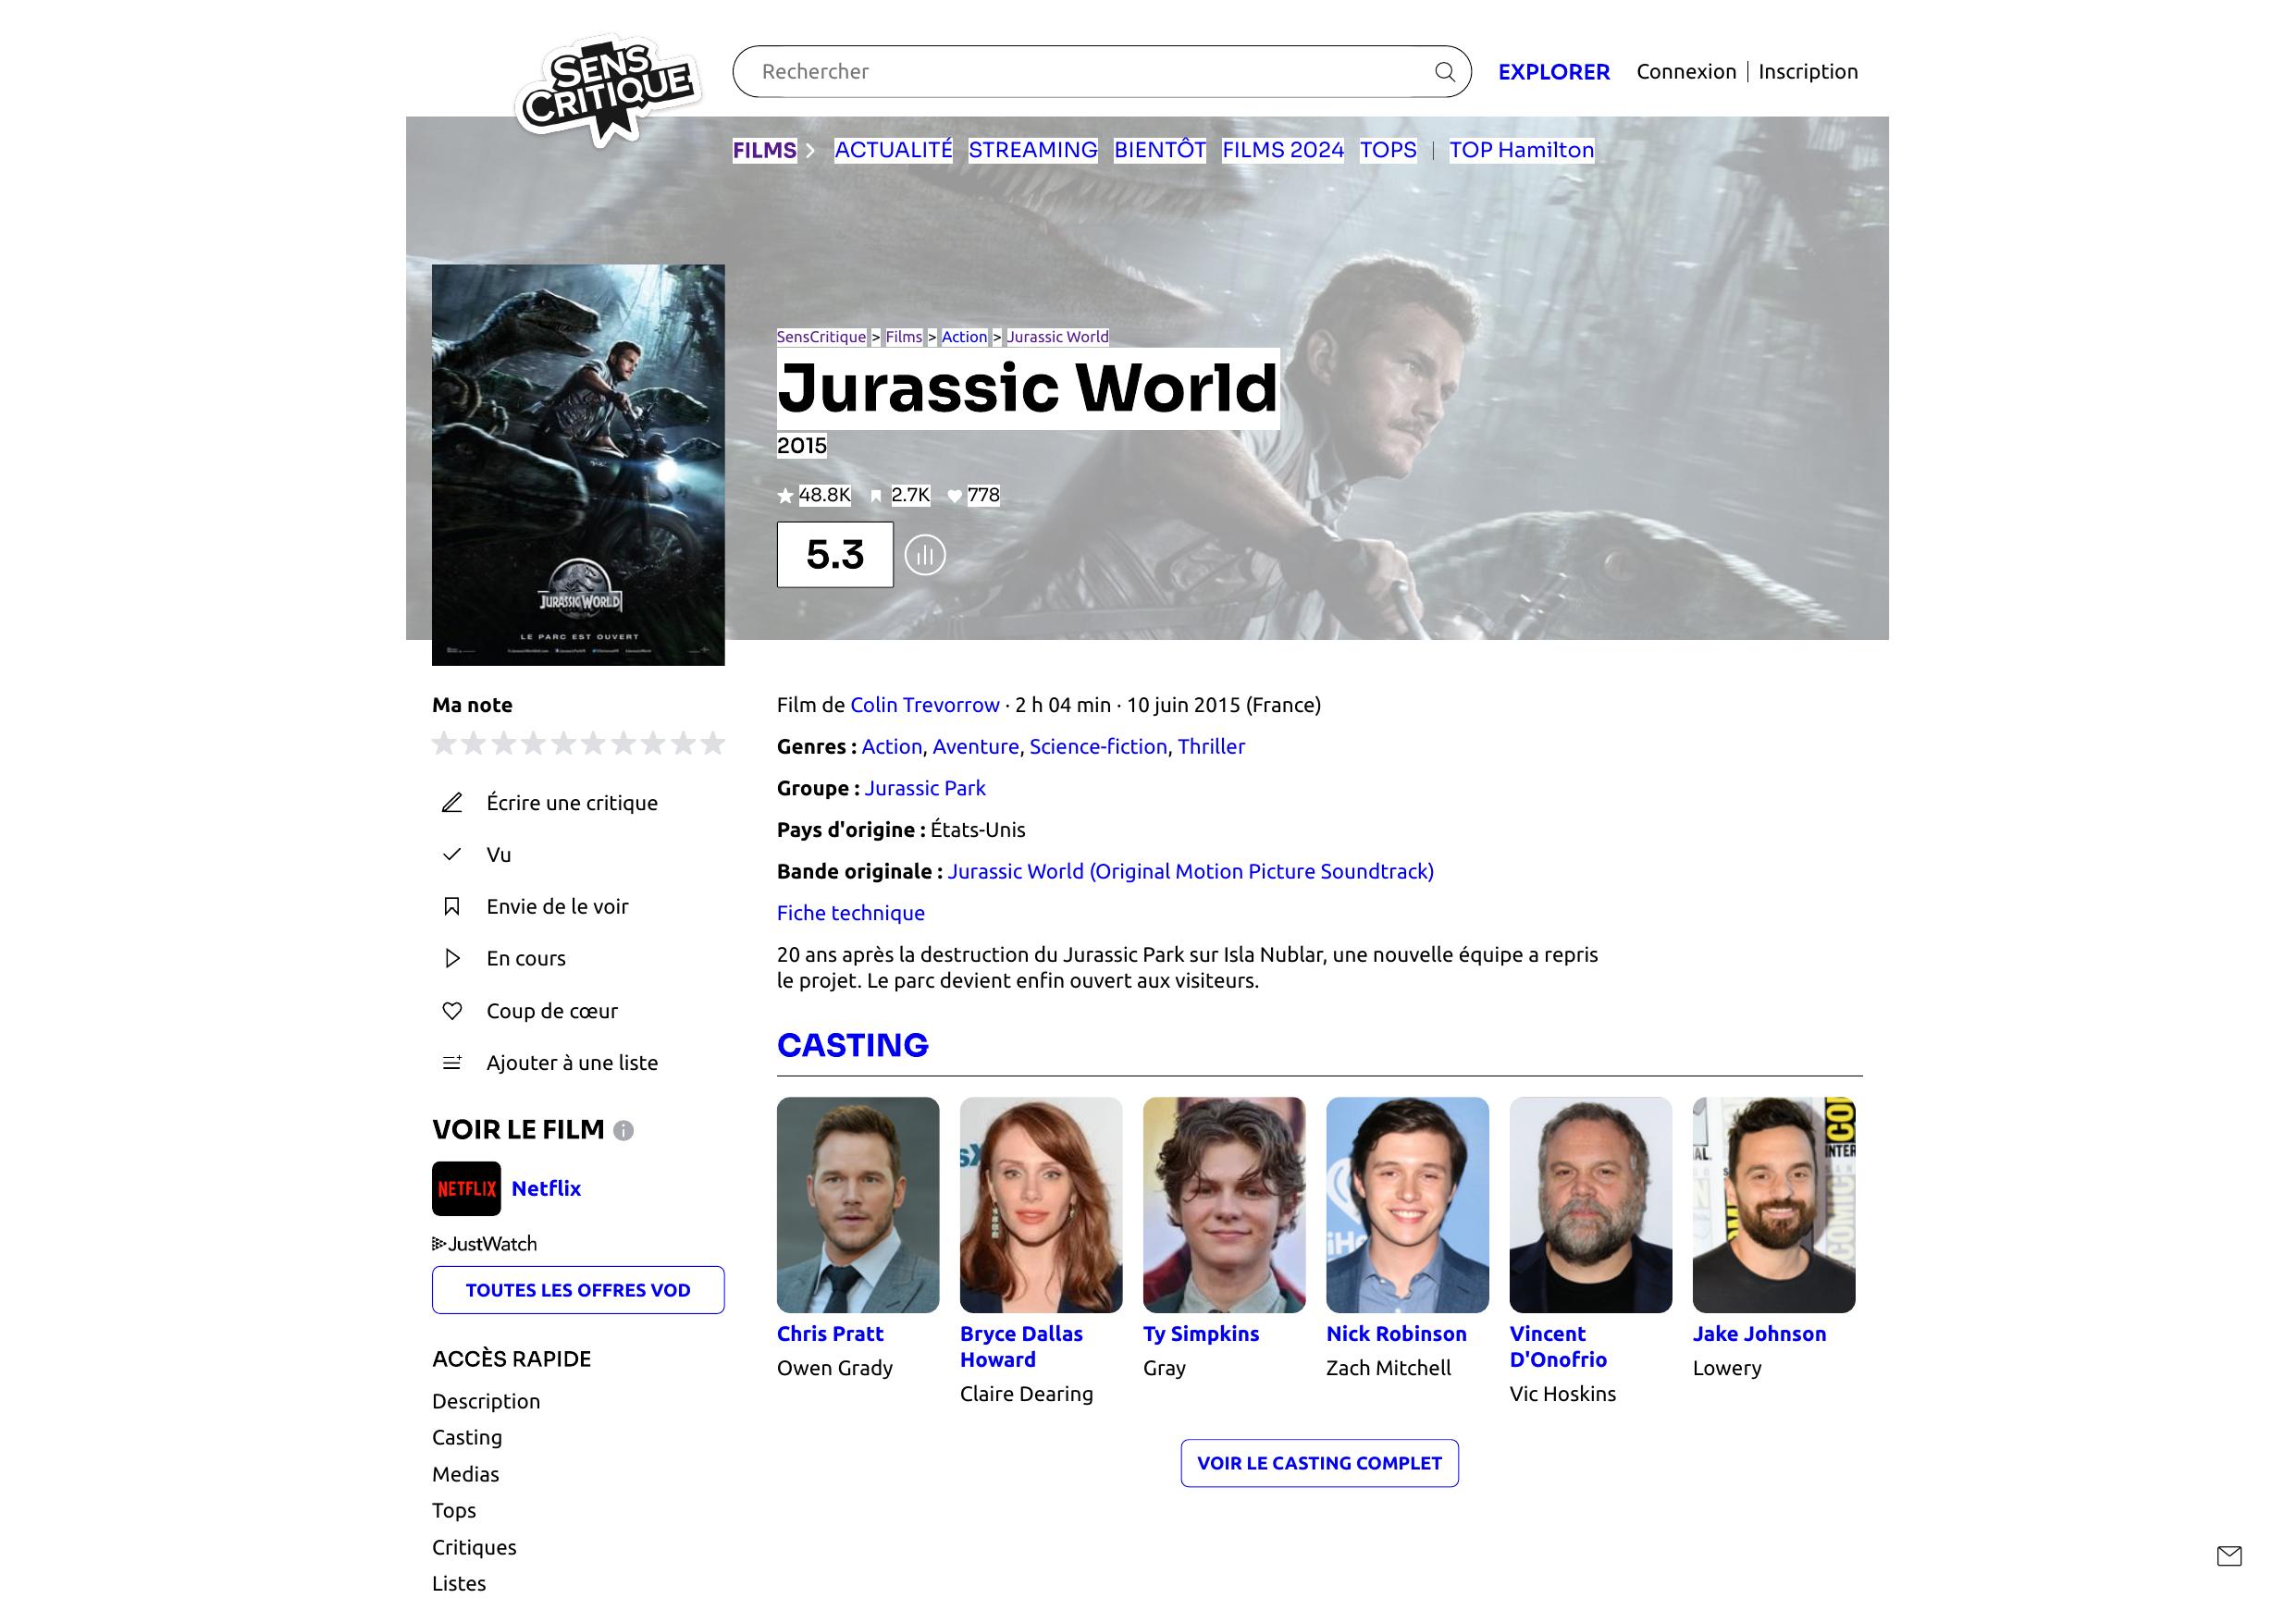 SENS
CRITIQUE
Rechercher
EXPLORER
Connexion | Inscription
FILMS
ACTUALITÉ
STREAMING
BIENTÔT
FILMS 2024
TOPS
|
TOP Hamilton
SensCritique > Films > Action > Jurassic World
Jurassic World
2015
48.8K
2.7K
778
5.3
JURASSIC WORLD
LE PARC EST OUVERT
Ma note
Écrire une critique
Vu
Envie de le voir
En cours
Coup de cœur
Ajouter à une liste
VOIR LE FILM
NETFLIX
Netflix
JustWatch
TOUTES LES OFFRES VOD
ACCÈS RAPIDE
Description
Casting
Medias
Tops
Critiques
Listes
Film de Colin Trevorrow · 2 h 04 min · 10 juin 2015 (France)
Genres : Action, Aventure, Science-fiction, Thriller
Groupe : Jurassic Park
Pays d'origine : États-Unis
Bande originale : Jurassic World (Original Motion Picture Soundtrack)
Fiche technique
20 ans après la destruction du Jurassic Park sur Isla Nublar, une nouvelle équipe a repris
le projet. Le parc devient enfin ouvert aux visiteurs.
CASTING
Chris Pratt
Owen Grady
Bryce Dallas
Howard
Claire Dearing
Ty Simpkins
Gray
Nick Robinson
Zach Mitchell
Vincent
D'Onofrio
Vic Hoskins
Jake Johnson
Lowery
VOIR LE CASTING COMPLET